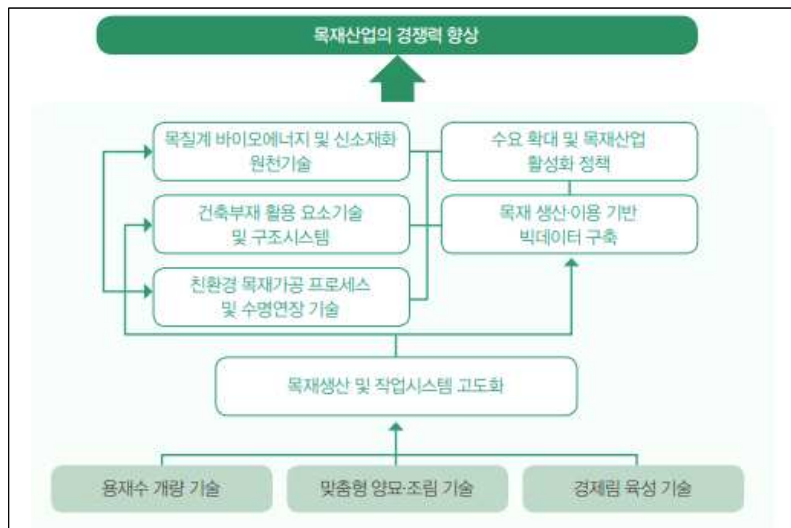 목재산업의 경쟁력 향상
목질계 바이오에너지 및 신소재화
원천기술
수요 확대 및 목재산업
활성화 정책
건축부재 활용 요소기술
및 구조시스템
목재 생산·이용 기반
빅데이터 구축
친환경 목재가공 프로세스
및 수명연장 기술
목재생산 및 작업시스템 고도화
용재수 개량 기술
맞춤형 양묘·조림 기술
경제림 육성 기술